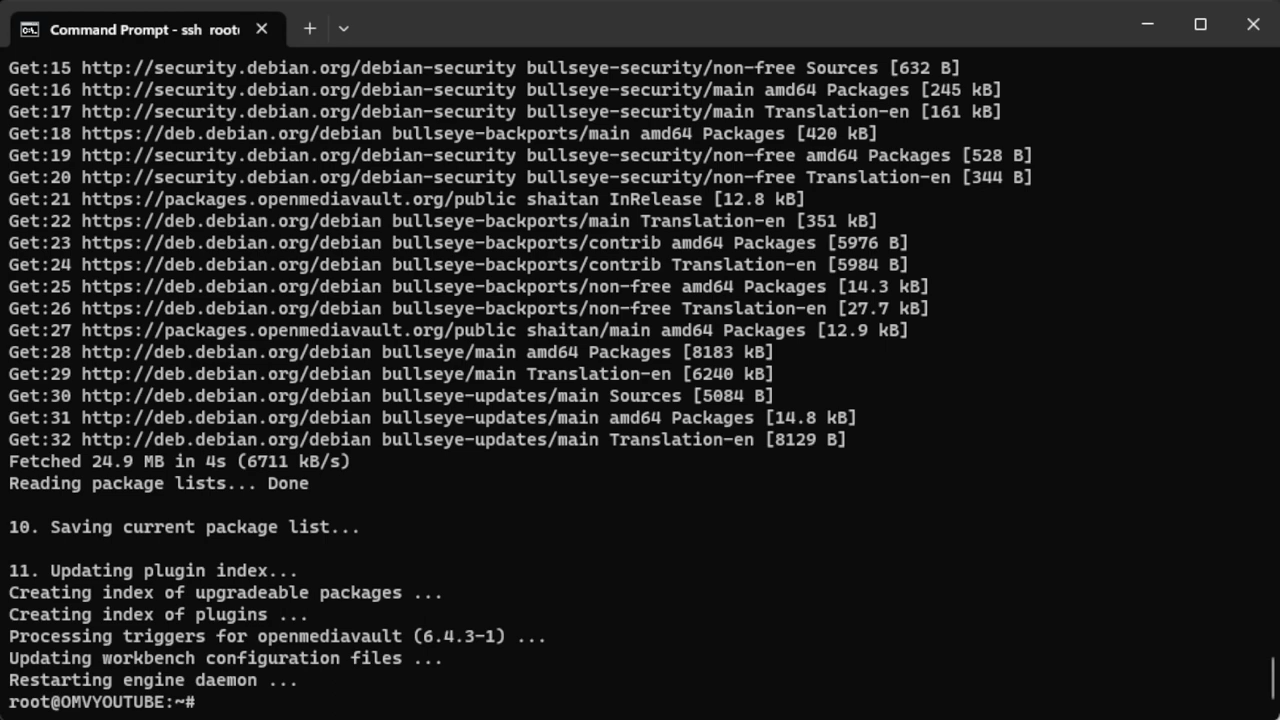 Command Prompt - ssh root
Get:15 http://security.debian.org/debian-security bullseye-security/non-free Sources [632 B]
Get:16 http://security.debian.org/debian-security bullseye-security/main amd64 Packages [245 kB]
Get:17 http://security.debian.org/debian-security bullseye-security/main Translation-en [161 kB]
Get:18 https://deb.debian.org/debian bullseye-backports/main amd64 Packages [420 kB]
Get:19 http://security.debian.org/debian-security bullseye-security/non-free amd64 Packages [528 B]
Get:20 http://security.debian.org/debian-security bullseye-security/non-free Translation-en [344 B]
Get:21 https://packages.openmediavault.org/public shaitan InRelease [12.8 kB]
Get:22 https://deb.debian.org/debian bullseye-backports/main Translation-en [351 kB]
Get:23 https://deb.debian.org/debian bullseye-backports/contrib amd64 Packages [5976 B]
Get:24 https://deb.debian.org/debian bullseye-backports/contrib Translation-en [5984 B]
Get:25 https://deb.debian.org/debian bullseye-backports/non-free amd64 Packages [14.3 kB]
Get:26 https://deb.debian.org/debian bullseye-backports/non-free Translation-en [27.7 kB]
Get:27 https://packages.openmediavault.org/public shaitan/main amd64 Packages [12.9 kB]
Get:28 http://deb.debian.org/debian bullseye/main amd64 Packages [8183 kB]
Get:29 http://deb.debian.org/debian bullseye/main Translation-en [6240 kB]
Get:30 http://deb.debian.org/debian bullseye-updates/main Sources [5084 B]
Get:31 http://deb.debian.org/debian bullseye-updates/main amd64 Packages [14.8 kB]
Get:32 http://deb.debian.org/debian bullseye-updates/main Translation-en [8129 B]
Fetched 24.9 MB in 4s (6711 kB/s)
Reading package lists... Done
10. Saving current package list...
11. Updating plugin index...
Creating index of upgradeable packages ...
Creating index of plugins ...
Processing triggers for openmediavault (6.4.3-1) ...
Updating workbench configuration files ...
Restarting engine daemon ...
root@OMVYOUTUBE:~#